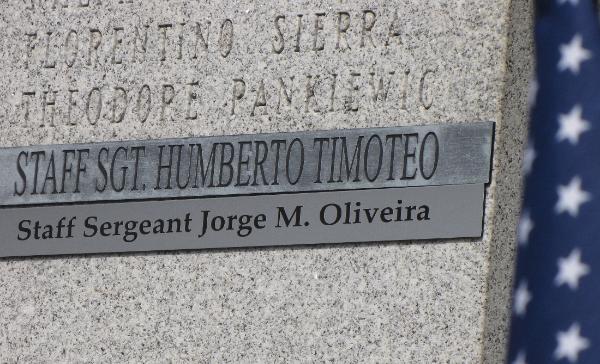 FLORENTINO SIERRA
THEODORE PANKIEWIC
STAFF SGT. HUMBERTO TIMOTEO
Staff Sergeant Jorge M. Oliveira